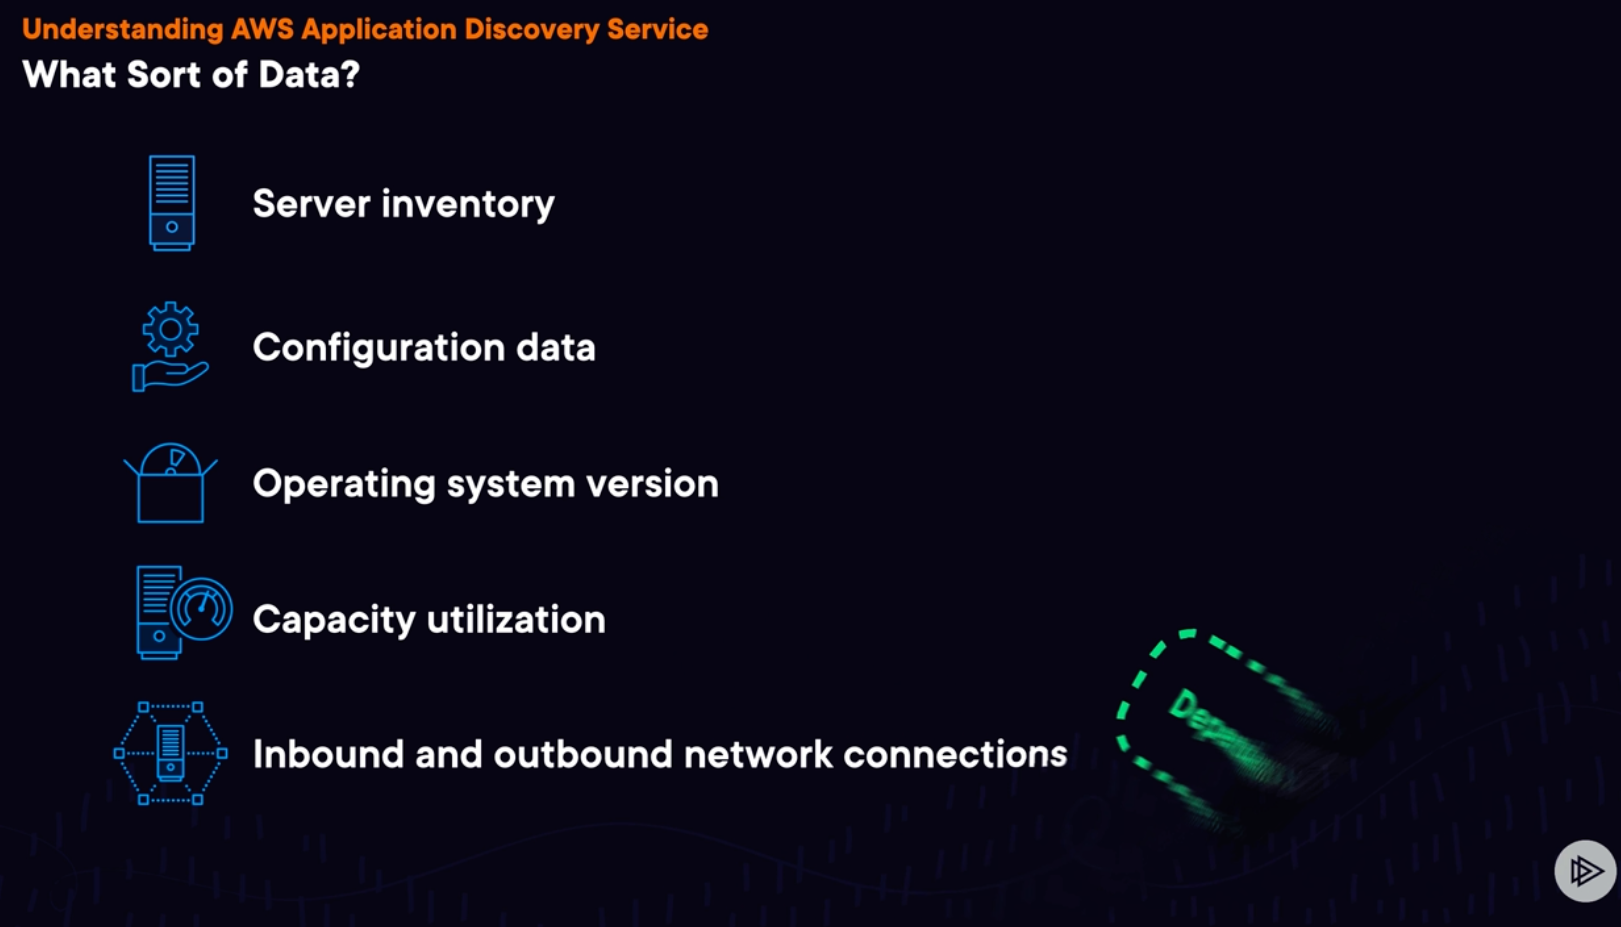 Understanding AWS Application Discovery Service
What Sort of Data?
Server inventory
Configuration data
Operating system version
Capacity utilization
Inbound and outbound network connections